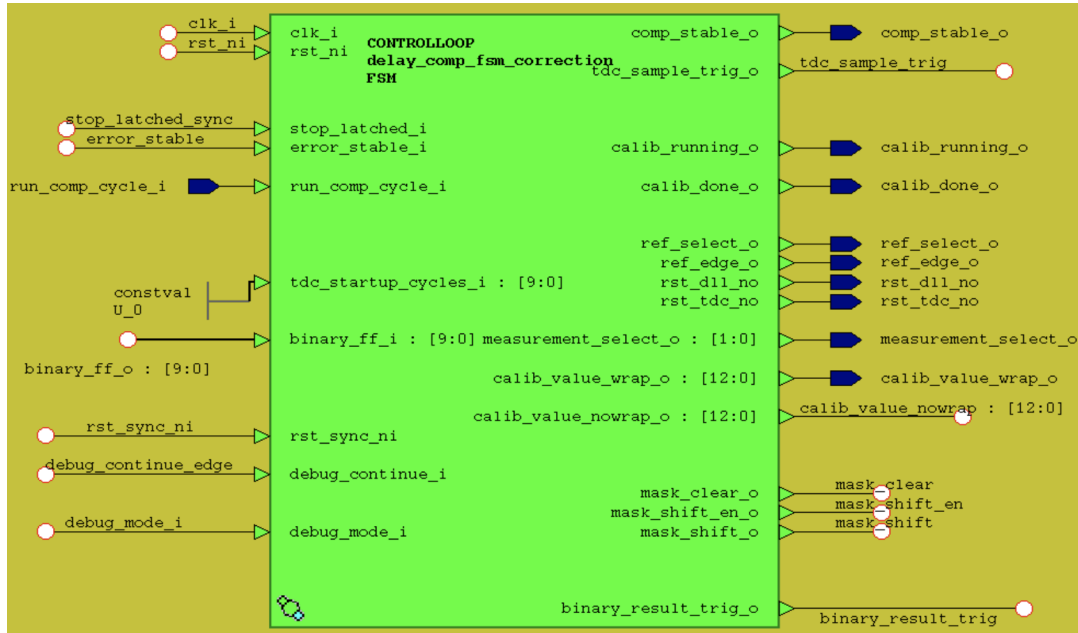 clk_i
rst_ni
clk_i
rst_ni
CONTROLLOOP
delay_comp_fsm_correction
FSM
comp_stable_o
comp_stable_o
tdc_sample_trig_o
tdc_sample_trig
stop_latched_sync
stop_latched_i
error_stable
error_stable_i
calib_running_o
calib_running_o
run_comp_cycle_i
run_comp_cycle_i
calib_done_o
calib_done_o
ref_select_o
ref_select_o
ref_edge_o
ref_edge_o
constval
U_0
tdc_startup_cycles_i : [9:0]
rst_dll_no
rst_dll_no
rst_tdc_no
rst_tdc_no
binary_ff_i : [9:0]
measurement_select_o : [1:0]
measurement_select_o
binary_ff_o : [9:0]
calib_value_wrap_o : [12:0]
calib_value_wrap_o
calib_value_nowrap_o : [12:0]
calib_value_nowrap : [12:0]
rst_sync_ni
rst_sync_ni
debug_continue_edge
debug_continue_i
mask_clear_o
mask_clear
mask_shift_en_o
mask_shift_en
debug_mode_i
debug_mode_i
mask_shift_o
mask_shift
binary_result_trig_o
binary_result_trig